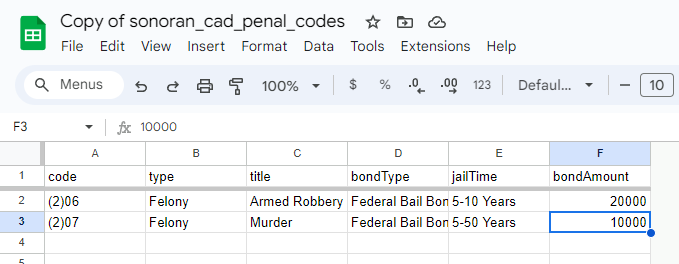 Copy of sonoran_cad_penal_codes
File Edit View Insert Format Data Tools Extensions Help
Menus 100% $ % .0 .00 123 Defaul... − 10
F3 fx 10000
A B C D E F
1 code type title bondType jailTime bondAmount
2 (2)06 Felony Armed Robbery Federal Bail Bon 5-10 Years 20000
3 (2)07 Felony Murder Federal Bail Bon 5-50 Years 10000
4
5